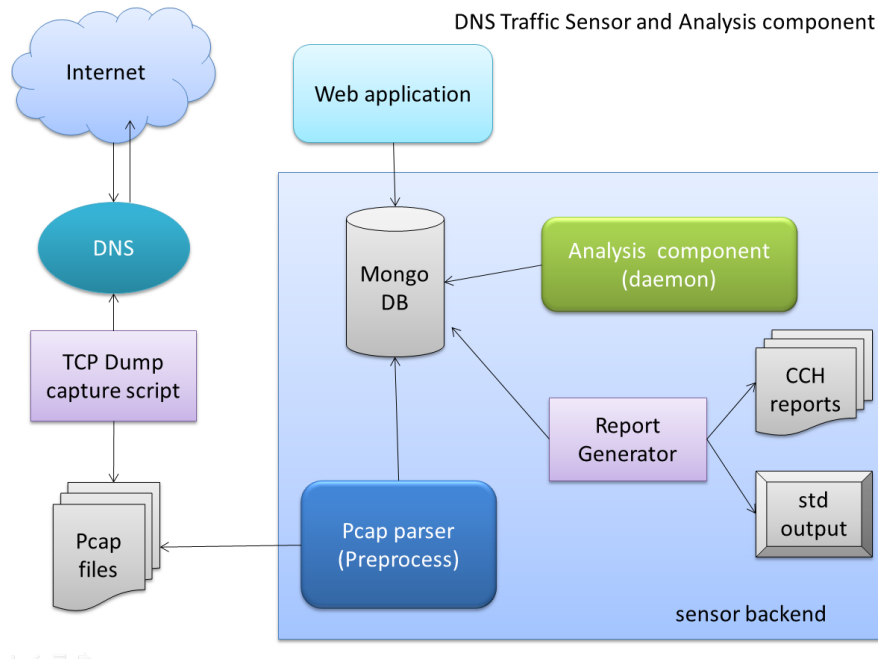 DNS Traffic Sensor and Analysis component
Internet
Web application
DNS
Mongo
DB
Analysis component
(daemon)
TCP Dump
capture script
CCH
reports
Report
Generator
std
output
Pcap
files
Pcap parser
(Preprocess)
sensor backend